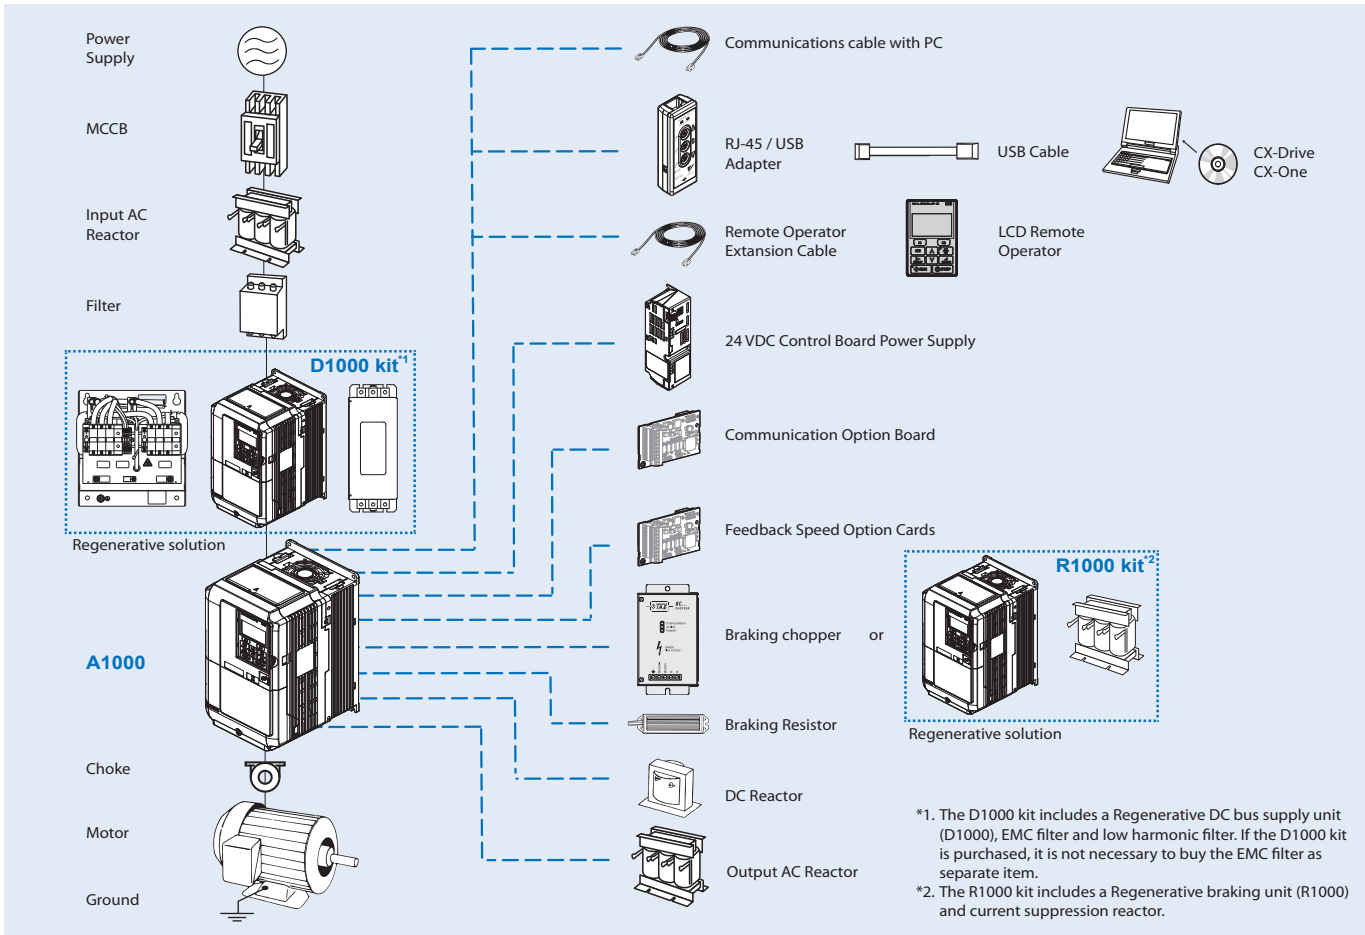 Power
Supply
MCCB
Input AC
Reactor
Filter
D1000 kit*1
Regenerative solution
A1000
Choke
Motor
Ground
Communications cable with PC
RJ-45 / USB
Adapter
USB Cable
CX-Drive
CX-One
Remote Operator
Extension Cable
LCD Remote
Operator
24 VDC Control Board Power Supply
Communication Option Board
Feedback Speed Option Cards
Braking chopper
or
R1000 kit*2
Regenerative solution
Braking Resistor
DC Reactor
Output AC Reactor
*1. The D1000 kit includes a Regenerative DC bus supply unit
(D1000), EMC filter and low harmonic filter. If the D1000 kit
is purchased, it is not necessary to buy the EMC filter as
separate item.
*2. The R1000 kit includes a Regenerative braking unit (R1000)
and current suppression reactor.